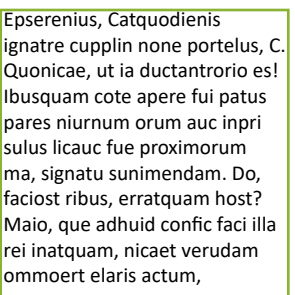 Epserenius, Catquodienis
ignatre cupplin none portelus, C.
Quonicae, ut ia ductantrorio es!
Ibusquam cote apere fui patus
pares niurnum orum auc inpri
sulus licauc fue proximorum
ma, signatu sunimendam. Do,
faciost ribus, erratquam host?
Maio, que adhuid confic faci illa
rei inatquam, nicaet verudam
ommoert elaris actum,